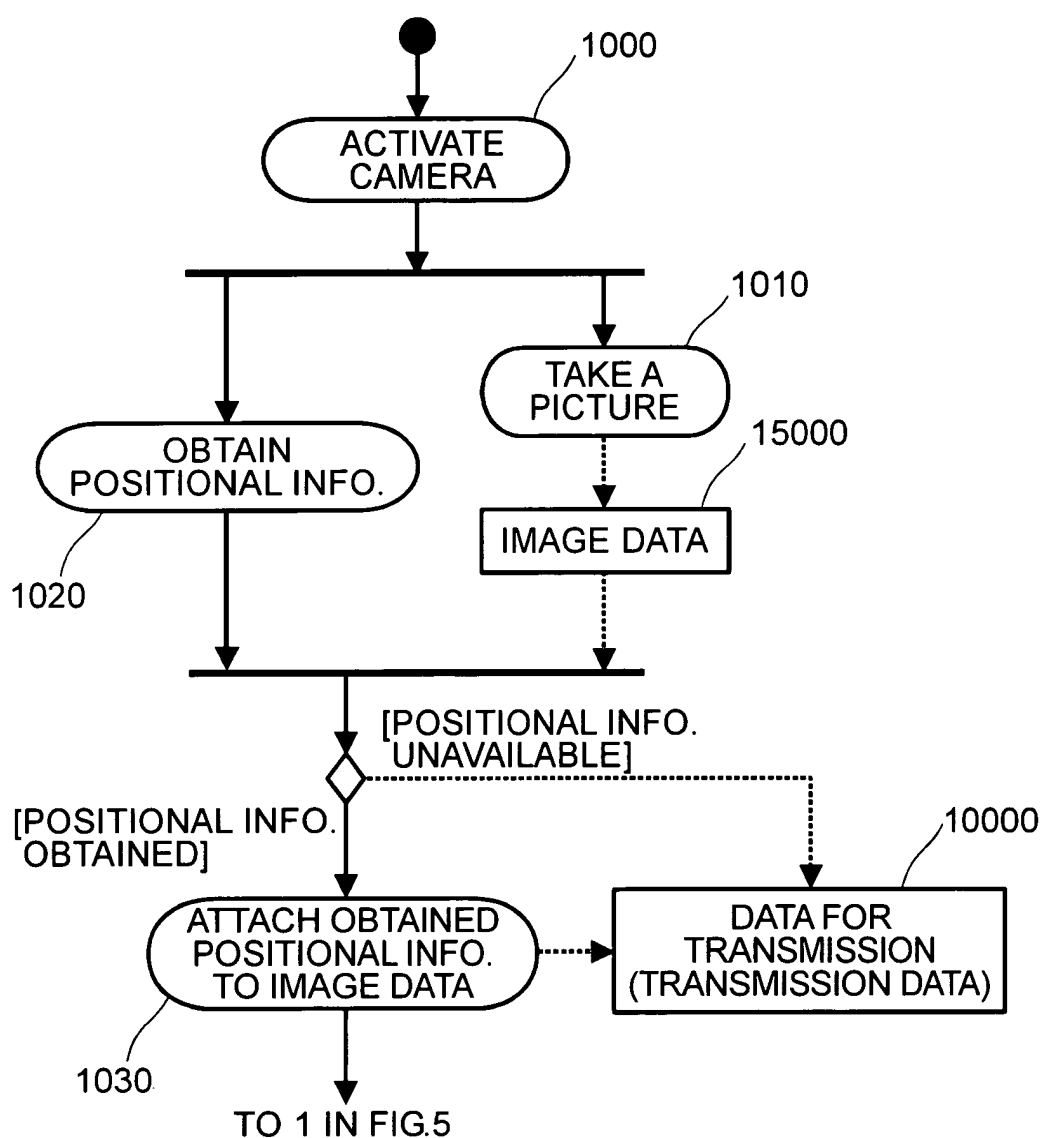 1000
ACTIVATE
CAMERA
1010
TAKE A
PICTURE
15000
OBTAIN
POSITIONAL INFO.
IMAGE DATA
1020
[POSITIONAL INFO.
UNAVAILABLE]
[POSITIONAL INFO.
OBTAINED]
10000
ATTACH OBTAINED
POSITIONAL INFO.
TO IMAGE DATA
DATA FOR
TRANSMISSION
(TRANSMISSION DATA)
1030
TO 1 IN FIG.5